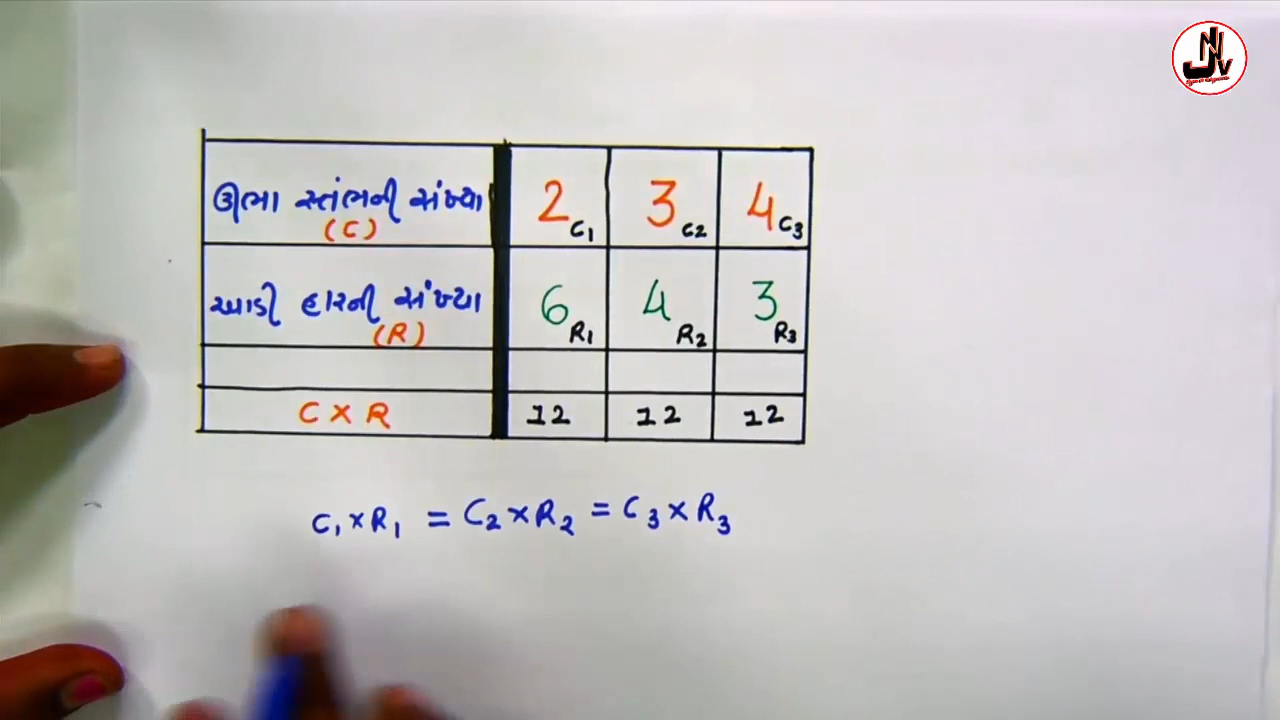 ઊભા સ્તંભની સંખ્યા 2 C₁ 3 C₂ 4 C₃
(C)
આડી હારની સંખ્યા 6 R₁ 4 R₂ 3 R₃
(R)
C × R 12 12 12
C₁ × R₁ = C₂ × R₂ = C₃ × R₃
JNV